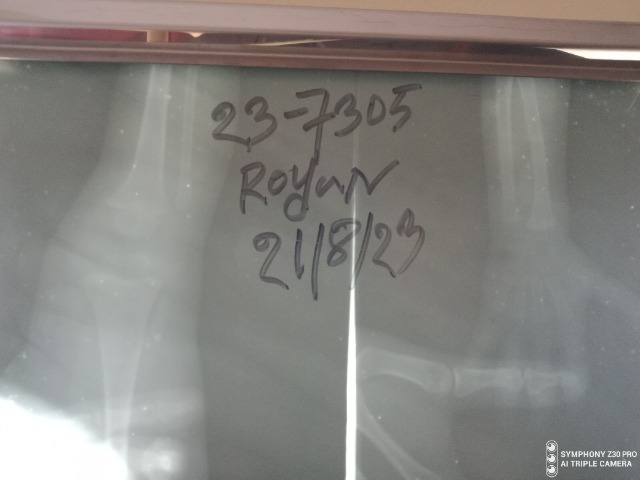 23-7305
Royan
21/8/23
SYMPHONY Z30 PRO
AI TRIPLE CAMERA